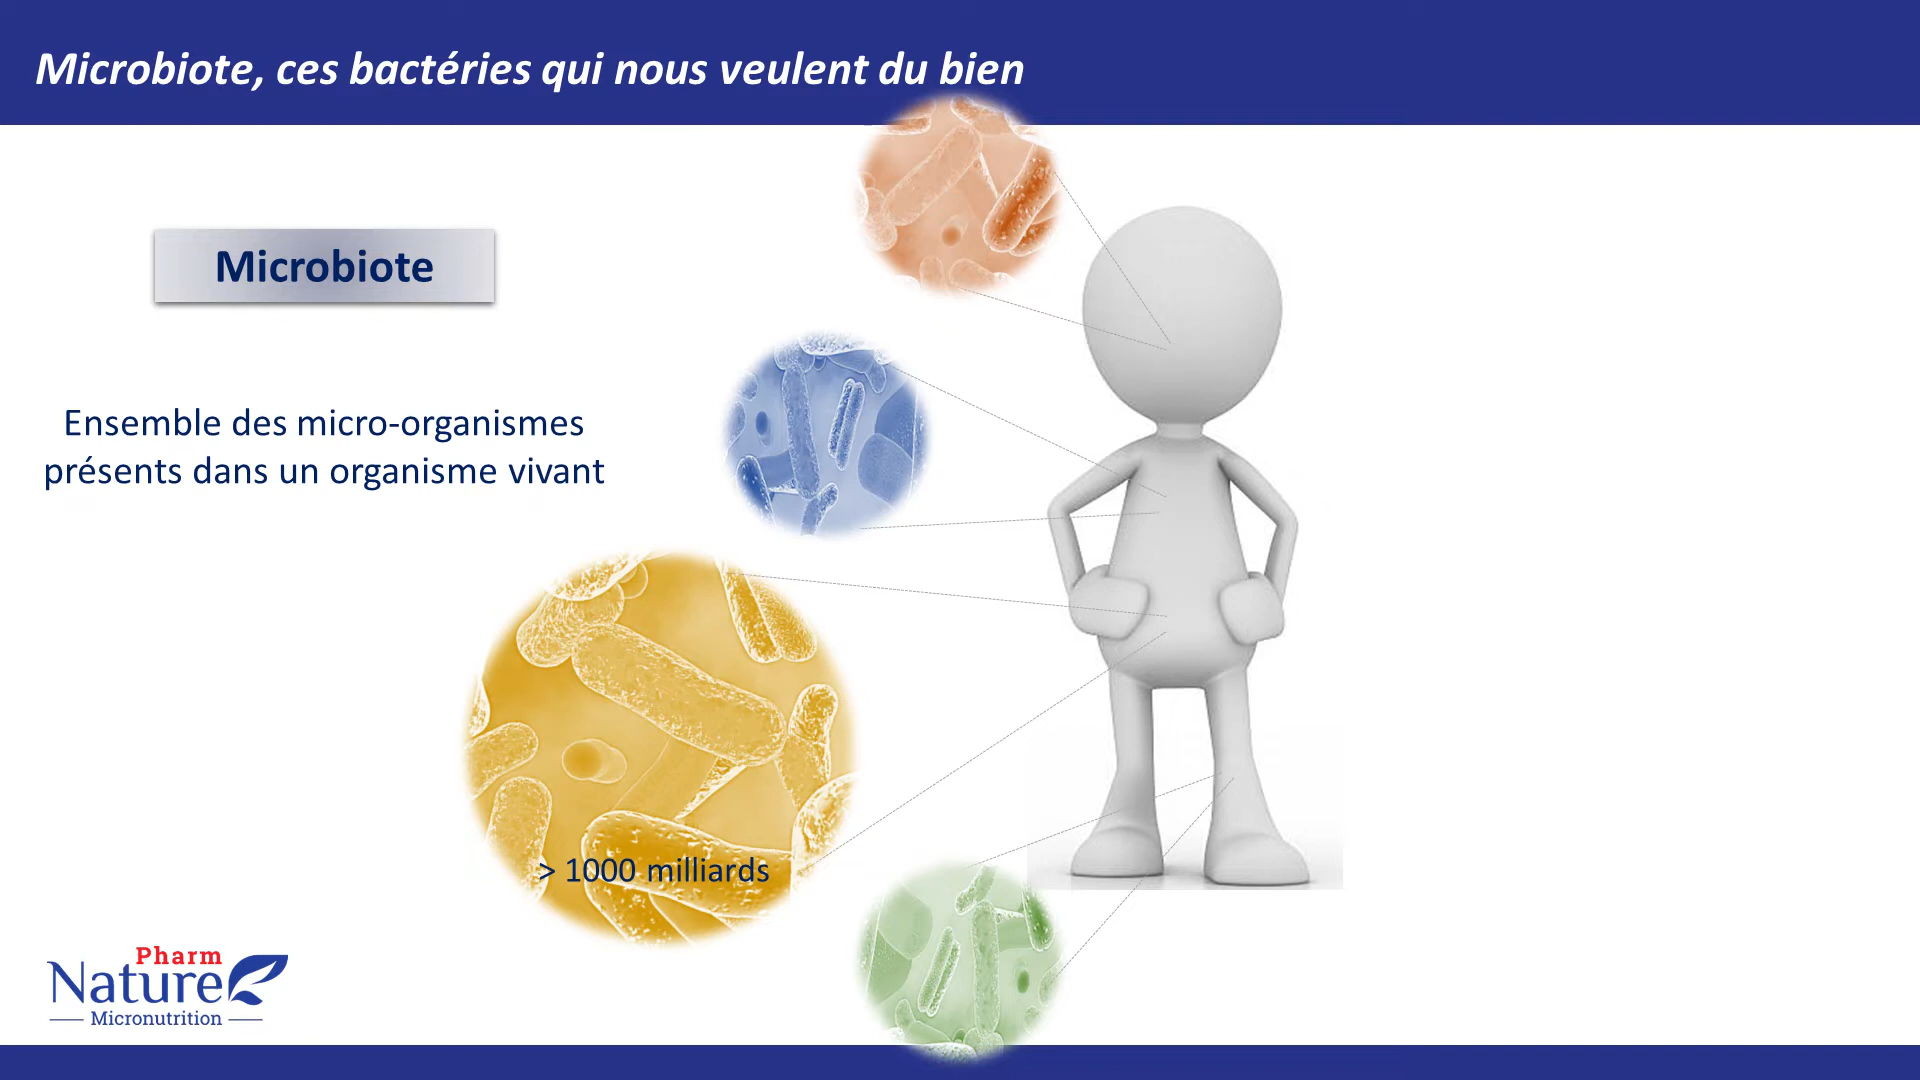 Microbiote, ces bactéries qui nous veulent du bien
Microbiote
Ensemble des micro-organismes
présents dans un organisme vivant
> 1000 milliards
Pharm
Nature
Micronutrition